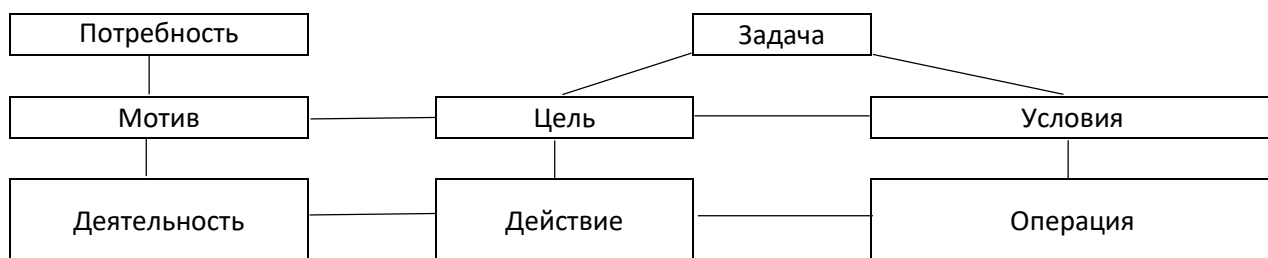 Потребность
Задача
Мотив
Цель
Условия
Деятельность
Действие
Операция